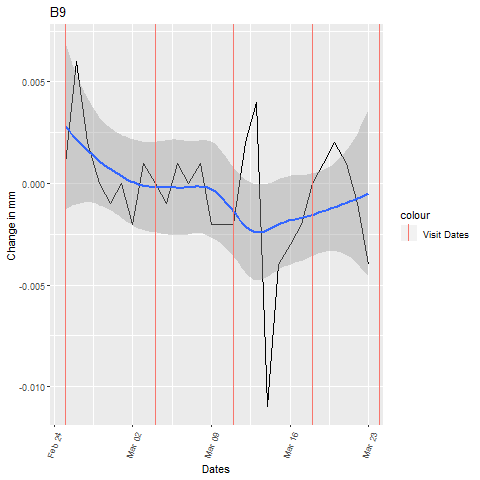 B9
Change in mm
0.005
0.000
-0.005
-0.010
Feb 24
Mar 02
Mar 09
Mar 16
Mar 23
Dates
colour
Visit Dates